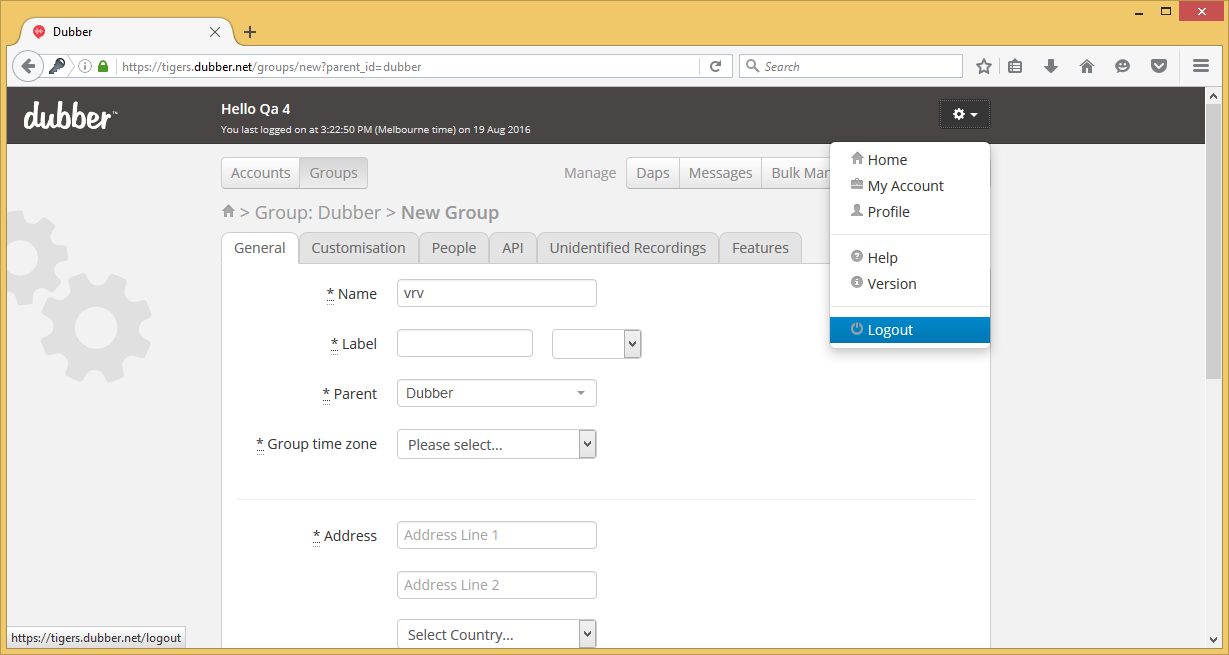 Dubber
https://tigers.dubber.net/groups/new?parent_id=dubber
Search
dubber™
Hello Qa 4
You last logged on at 3:22:50 PM (Melbourne time) on 19 Aug 2016
Accounts Groups Manage Daps Messages Bulk Man
Home
My Account
Profile
Help
Version
Logout
> Group: Dubber > New Group
General Customisation People API Unidentified Recordings Features
* Name vrv
* Label
* Parent Dubber
* Group time zone Please select...
* Address Address Line 1
Address Line 2
Select Country...
https://tigers.dubber.net/logout